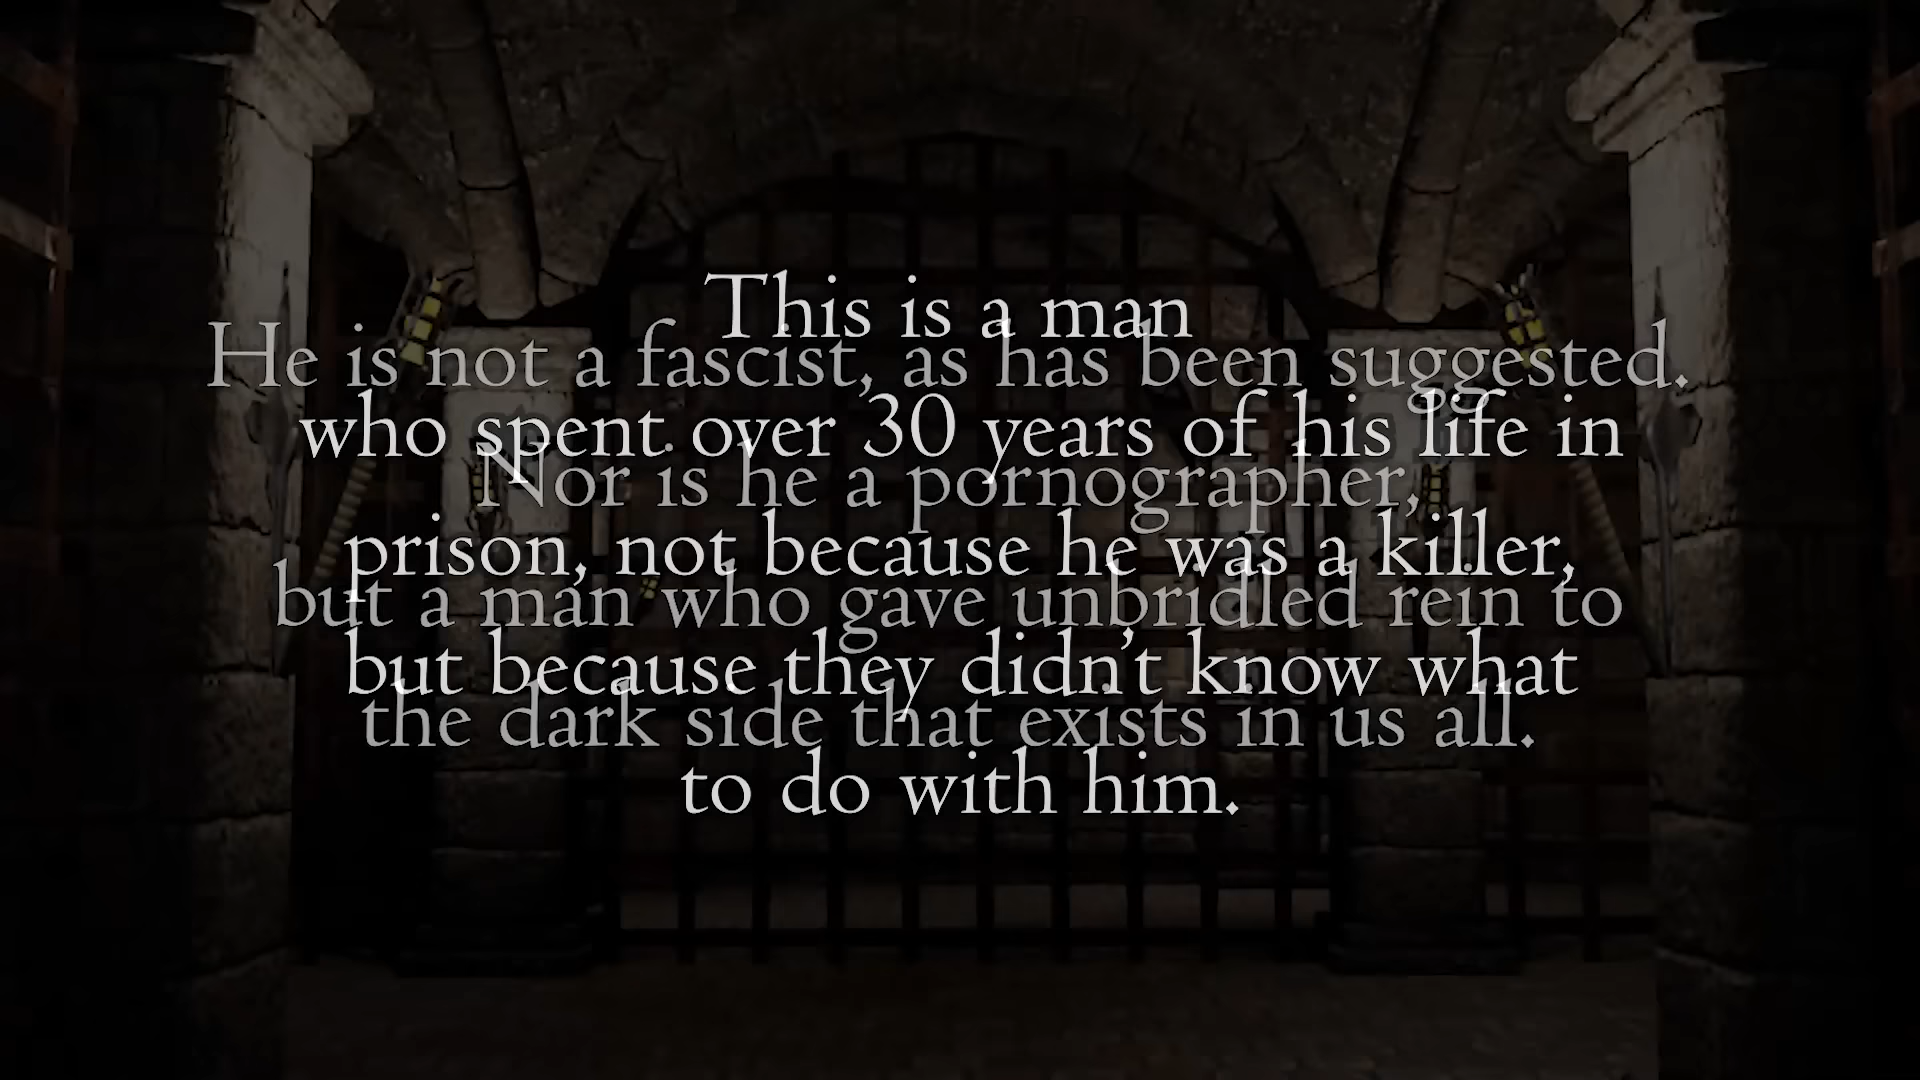 This is a man
who spent over 30 years of his life in
prison, not because he was a killer,
but because they didn't know what
to do with him.
He is not a fascist, as has been suggested.
Nor is he a pornographer,
but a man who gave unbridled rein to
the dark side that exists in us all.